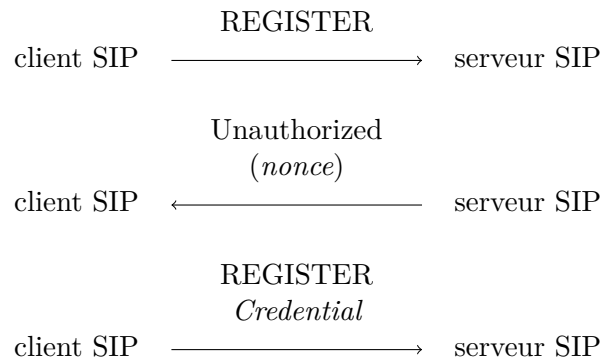 REGISTER
client SIP serveur SIP
Unauthorized
(nonce)
client SIP serveur SIP
REGISTER
Credential
client SIP serveur SIP